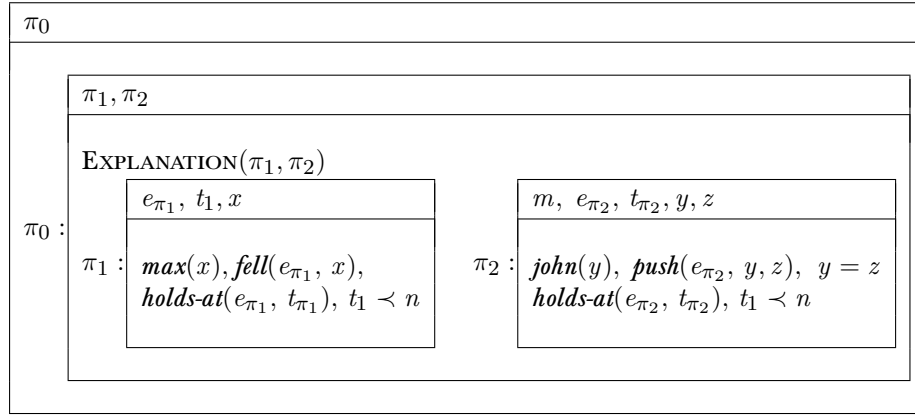 π₀
π₁, π₂
EXPLANATION(π₁, π₂)
e_π₁, t₁, x
m, e_π₂, t_π₂, y, z
π₀ :
π₁ :
max(x), fell(e_π₁, x),
holds-at(e_π₁, t_π₁), t₁ ≺ n
π₂ :
john(y), push(e_π₂, y, z), y = z
holds-at(e_π₂, t_π₂), t₁ ≺ n